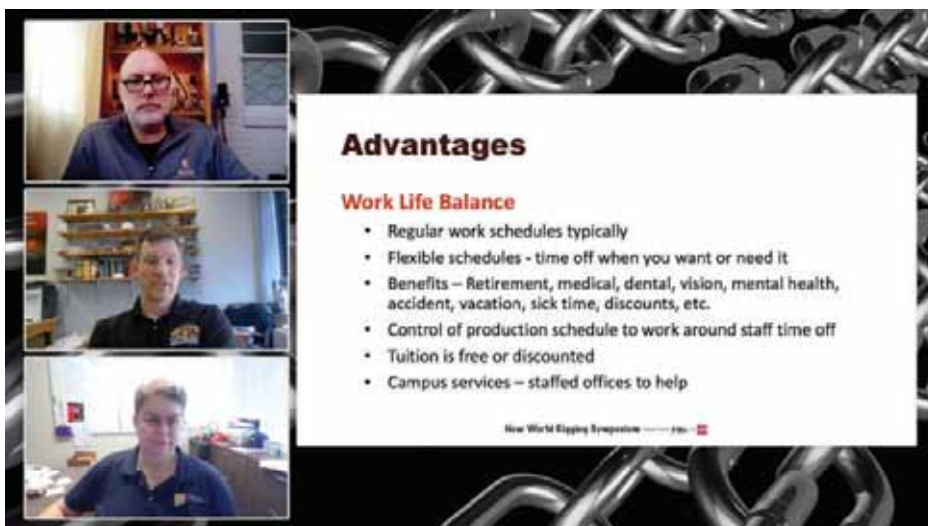 Advantages
Work Life Balance
• Regular work schedules typically
• Flexible schedules - time off when you want or need it
• Benefits – Retirement, medical, dental, vision, mental health,
accident, vacation, sick time, discounts, etc.
• Control of production schedule to work around staff time off
• Tuition is free or discounted
• Campus services – staffed offices to help
New World Rigging Symposium